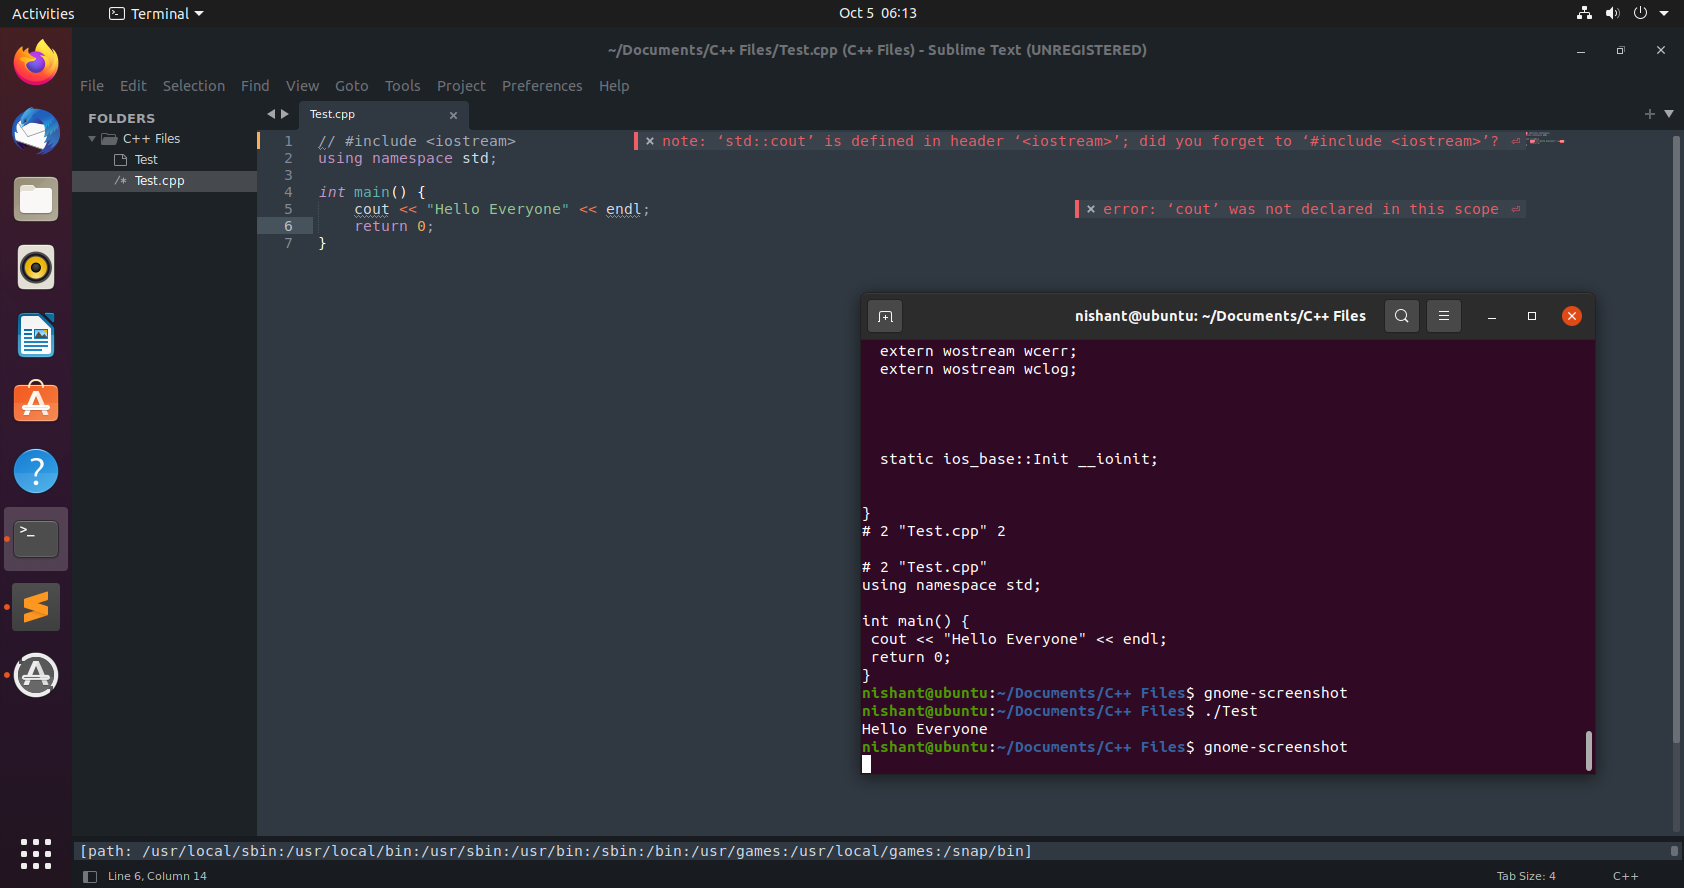 Activities Terminal Oct 5 06:13
~/Documents/C++ Files/Test.cpp (C++ Files) - Sublime Text (UNREGISTERED)
File Edit Selection Find View Goto Tools Project Preferences Help
FOLDERS
C++ Files
Test
/* Test.cpp
Test.cpp ×
1 // #include <iostream> × note: ‘std::cout’ is defined in header ‘<iostream>’; did you forget to ‘#include <iostream>’?
2 using namespace std;
3
4 int main() {
5 cout << "Hello Everyone" << endl; × error: ‘cout’ was not declared in this scope
6 return 0;
7 }
nishant@ubuntu: ~/Documents/C++ Files
extern wostream wcerr;
extern wostream wclog;
static ios_base::Init __ioinit;
}
# 2 "Test.cpp" 2
# 2 "Test.cpp"
using namespace std;
int main() {
cout << "Hello Everyone" << endl;
return 0;
}
nishant@ubuntu:~/Documents/C++ Files$ gnome-screenshot
nishant@ubuntu:~/Documents/C++ Files$ ./Test
Hello Everyone
nishant@ubuntu:~/Documents/C++ Files$ gnome-screenshot
[path: /usr/local/sbin:/usr/local/bin:/usr/sbin:/usr/bin:/sbin:/bin:/usr/games:/usr/local/games:/snap/bin]
Line 6, Column 14 Tab Size: 4 C++